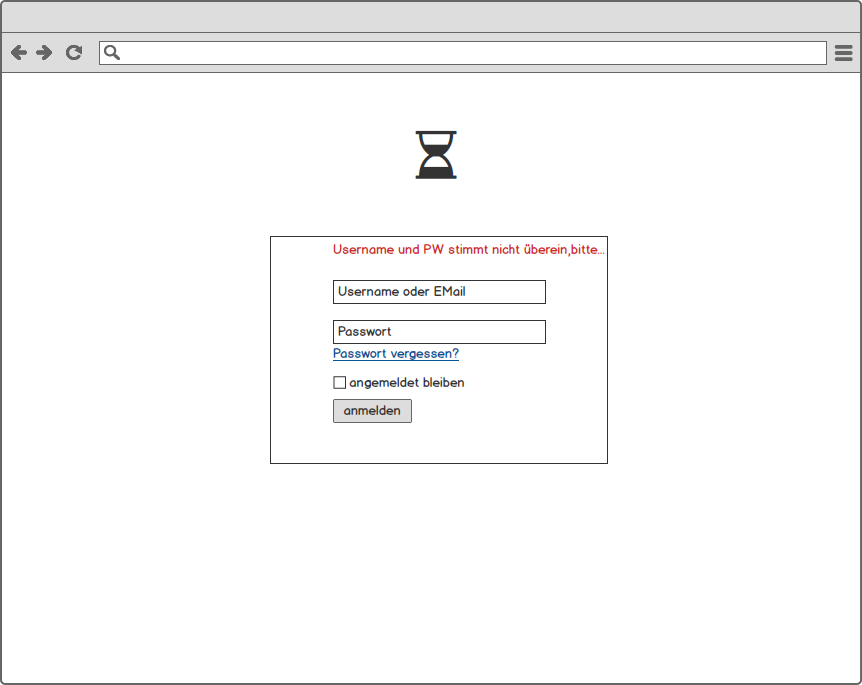 Username und PW stimmt nicht überein,bitte...
Username oder EMail
Passwort
Passwort vergessen?
angemeldet bleiben
anmelden